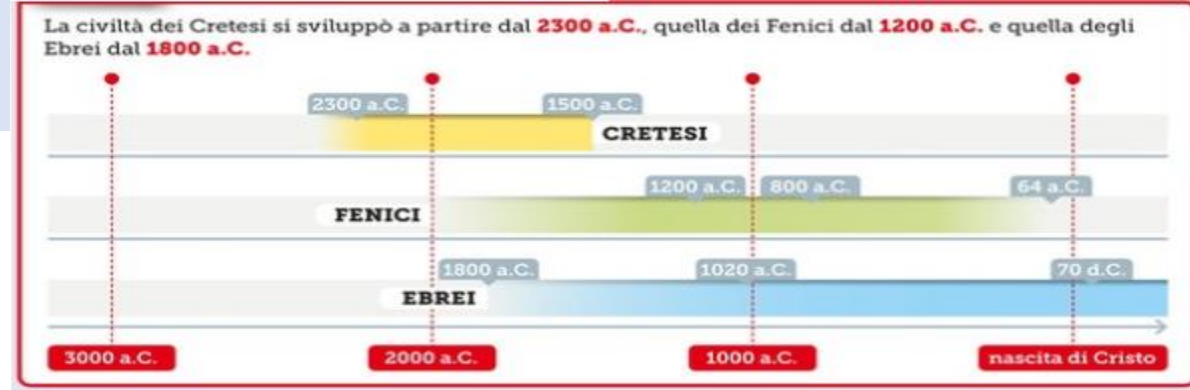 La civiltà dei Cretesi si sviluppò a partire dal 2300 a.C., quella dei Fenici dal 1200 a.C. e quella degli
Ebrei dal 1800 a.C.
2300 a.C. 1500 a.C.
CRETESI
1200 a.C. 800 a.C. 64 a.C.
FENICI
1800 a.C. 1020 a.C. 70 d.C.
EBREI
3000 a.C. 2000 a.C. 1000 a.C. nascita di Cristo